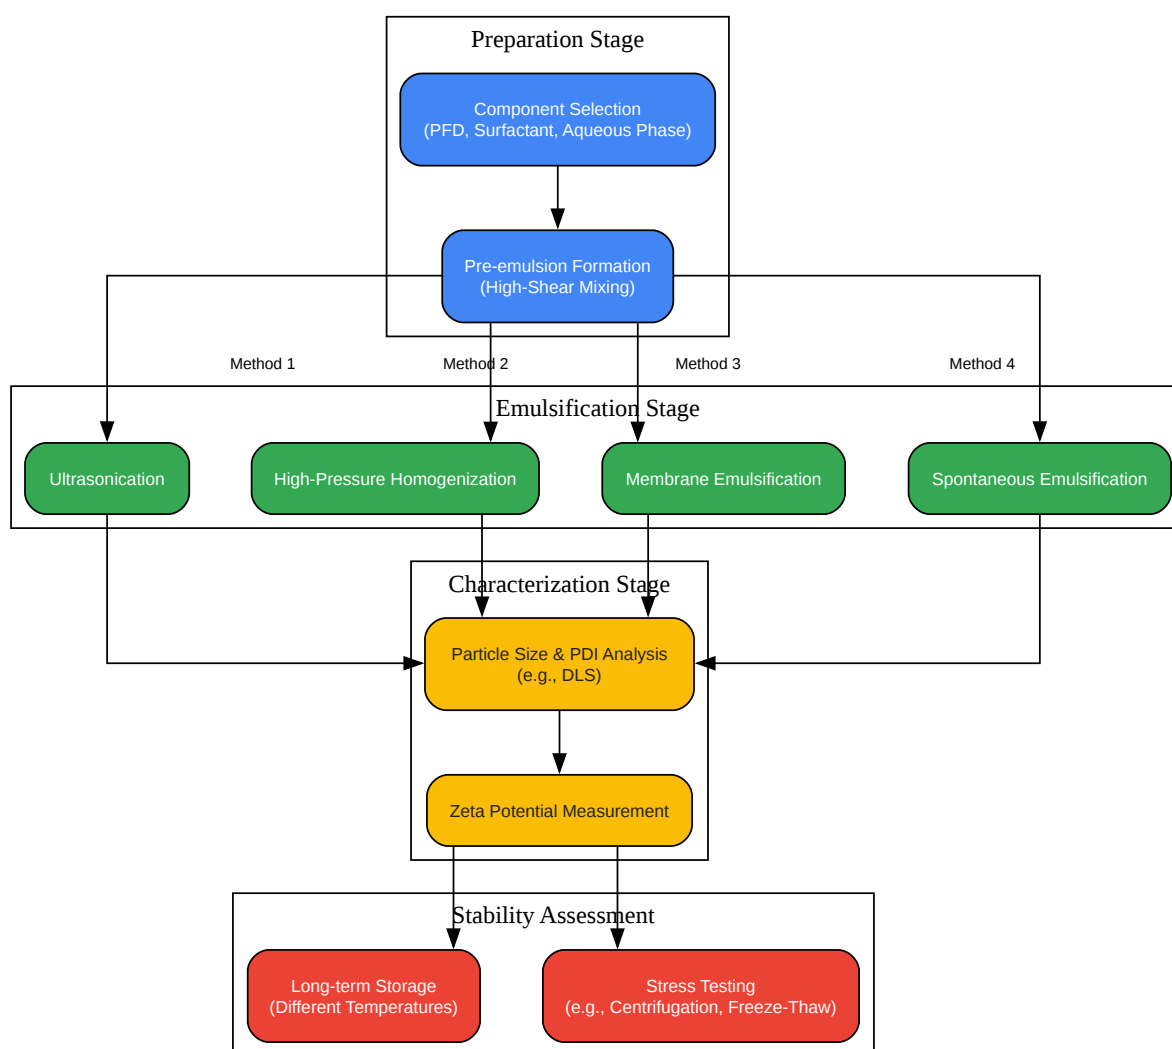 Preparation Stage
Component Selection
(PFD, Surfactant, Aqueous Phase)
Pre-emulsion Formation
(High-Shear Mixing)
Method 1
Method 2
Method 3
Method 4
Emulsification Stage
Ultrasonication
High-Pressure Homogenization
Membrane Emulsification
Spontaneous Emulsification
Characterization Stage
Particle Size & PDI Analysis
(e.g., DLS)
Zeta Potential Measurement
Stability Assessment
Long-term Storage
(Different Temperatures)
Stress Testing
(e.g., Centrifugation, Freeze-Thaw)